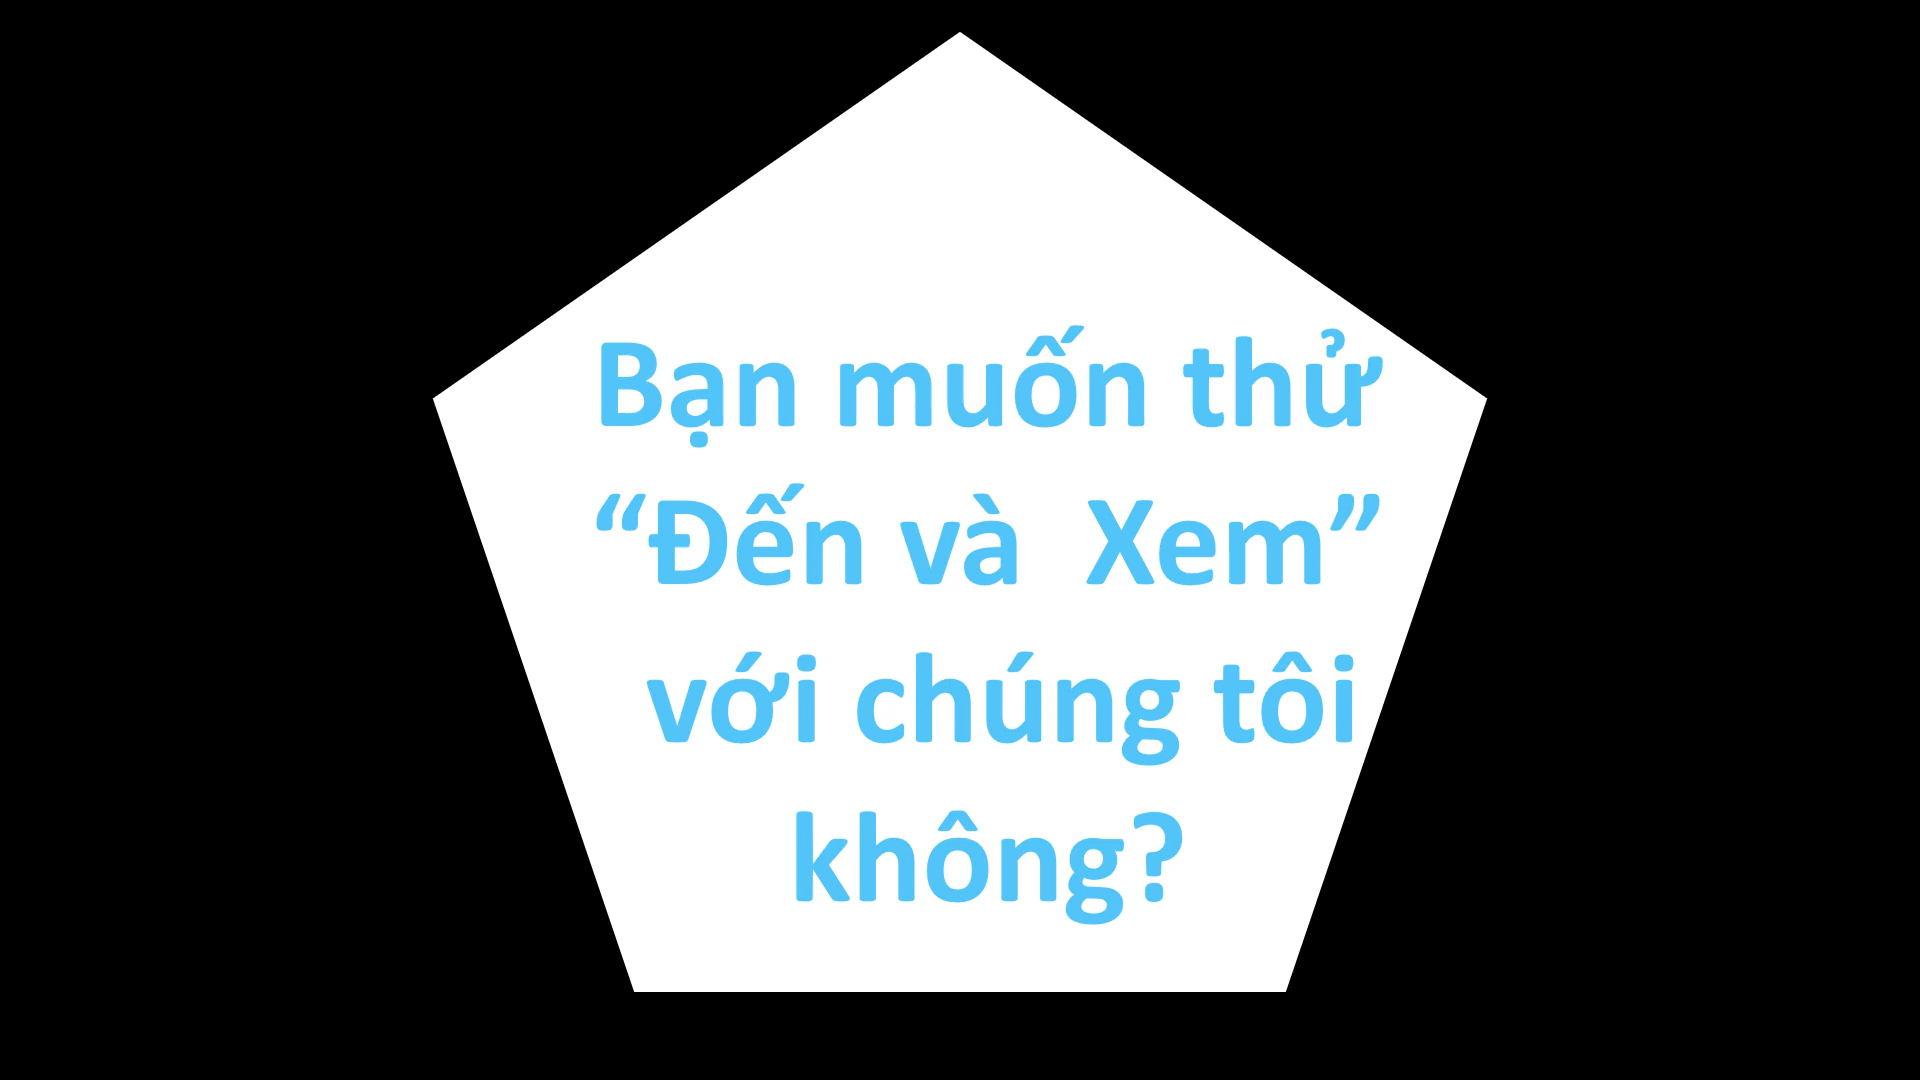 Bạn muốn thử
“Đến và  Xem”
với chúng tôi
không?